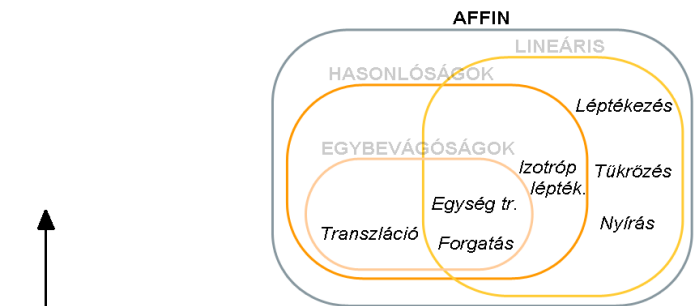 AFFIN
LINEÁRIS
HASONLÓSÁGOK
Léptékezés
EGYBEVÁGÓSÁGOK
Izotróp
lépték.
Tükrözés
Egység tr.
Nyírás
Transzláció
Forgatás